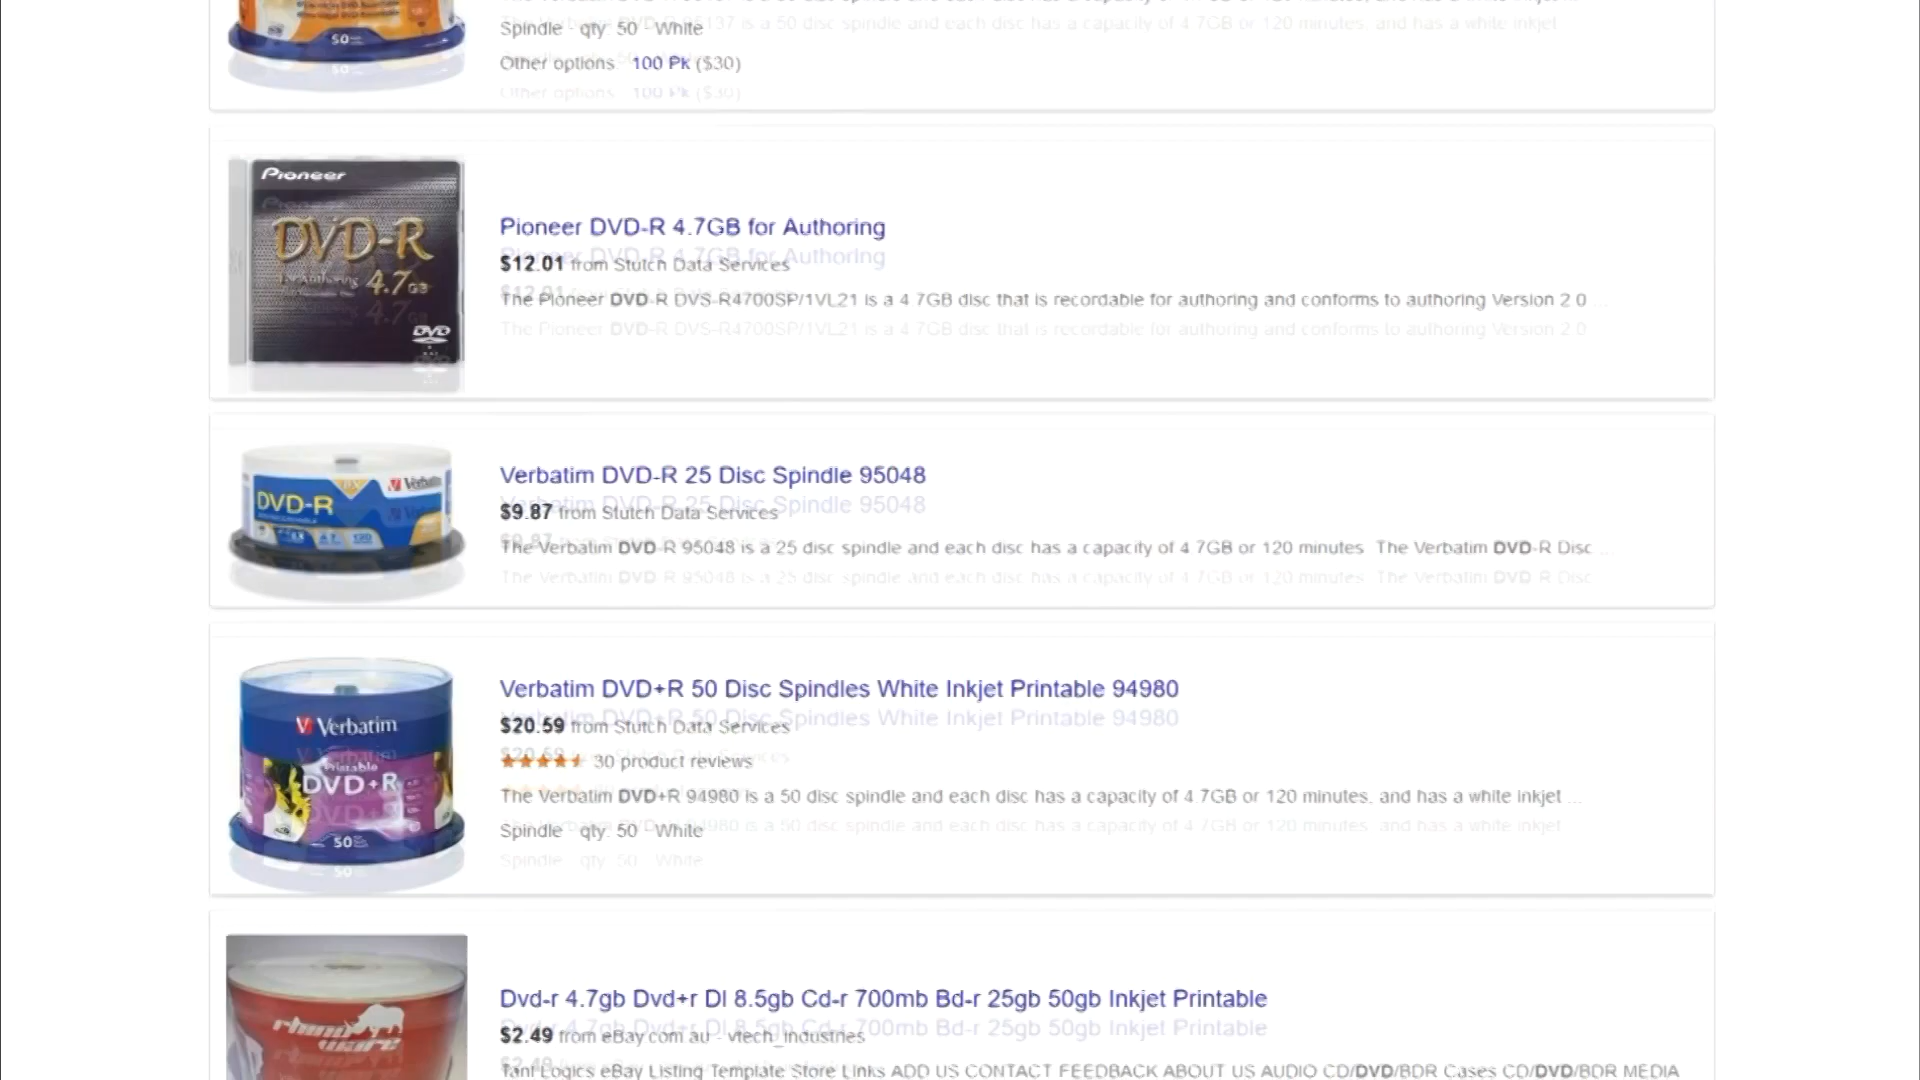 Spindle - qty. 50 - White
Other options: 100 Pk ($30)
Pioneer
DVD-R
for Authoring 4.7GB
DVD
Pioneer DVD-R 4.7GB for Authoring
$12.01 from Stutch Data Services
The Pioneer DVD-R DVS-R4700SP/1VL21 is a 4.7GB disc that is recordable for authoring and conforms to authoring Version 2.0 ...
Verbatim
DVD-R
Verbatim DVD-R 25 Disc Spindle 95048
$9.87 from Stutch Data Services
The Verbatim DVD-R 95048 is a 25 disc spindle and each disc has a capacity of 4.7GB or 120 minutes. The Verbatim DVD-R Disc ...
Verbatim
Printable
DVD+R
50
Verbatim DVD+R 50 Disc Spindles White Inkjet Printable 94980
$20.59 from Stutch Data Services
30 product reviews
The Verbatim DVD+R 94980 is a 50 disc spindle and each disc has a capacity of 4.7GB or 120 minutes, and has a white inkjet ...
Spindle - qty. 50 - White
rhino
ware
Dvd-r 4.7gb Dvd+r Dl 8.5gb Cd-r 700mb Bd-r 25gb 50gb Inkjet Printable
$2.49 from eBay.com.au - vtech_industries
Tant Logics eBay Listing Template Store Links ADD US CONTACT FEEDBACK ABOUT US AUDIO CD/DVD/BDR Cases CD/DVD/BDR MEDIA